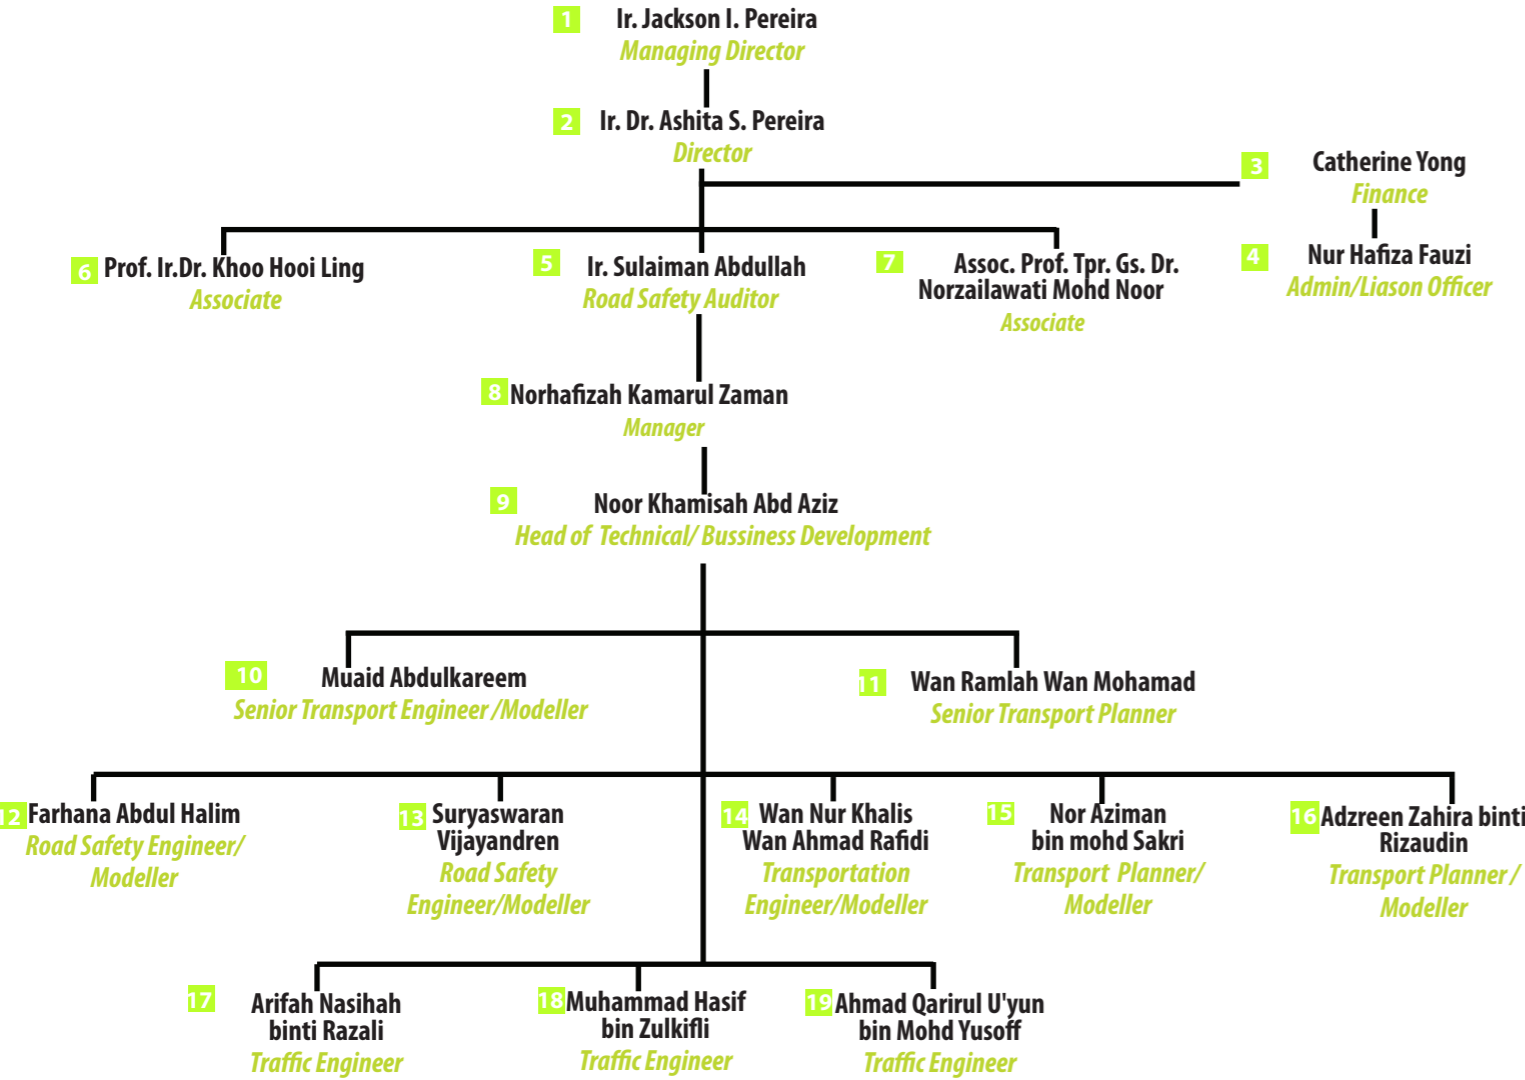 1 Ir. Jackson I. Pereira
Managing Director
2 Ir. Dr. Ashita S. Pereira
Director
3 Catherine Yong
Finance
4 Nur Hafiza Fauzi
Admin/Liason Officer
6 Prof. Ir.Dr. Khoo Hooi Ling
Associate
5 Ir. Sulaiman Abdullah
Road Safety Auditor
7 Assoc. Prof. Tpr. Gs. Dr.
Norzailawati Mohd Noor
Associate
8 Norhafizah Kamarul Zaman
Manager
9 Noor Khamisah Abd Aziz
Head of Technical/ Bussiness Development
10 Muaid Abdulkareem
Senior Transport Engineer /Modeller
11 Wan Ramlah Wan Mohamad
Senior Transport Planner
12 Farhana Abdul Halim
Road Safety Engineer/
Modeller
13 Suryaswaran
Vijayandren
Road Safety
Engineer/Modeller
14 Wan Nur Khalis
Wan Ahmad Rafidi
Transportation
Engineer/Modeller
15 Nor Aziman
bin mohd Sakri
Transport Planner/
Modeller
16 Adzreen Zahira binti
Rizaudin
Transport Planner /
Modeller
17 Arifah Nasihah
binti Razali
Traffic Engineer
18 Muhammad Hasif
bin Zulkifli
Traffic Engineer
19 Ahmad Qarirul U'yun
bin Mohd Yusoff
Traffic Engineer